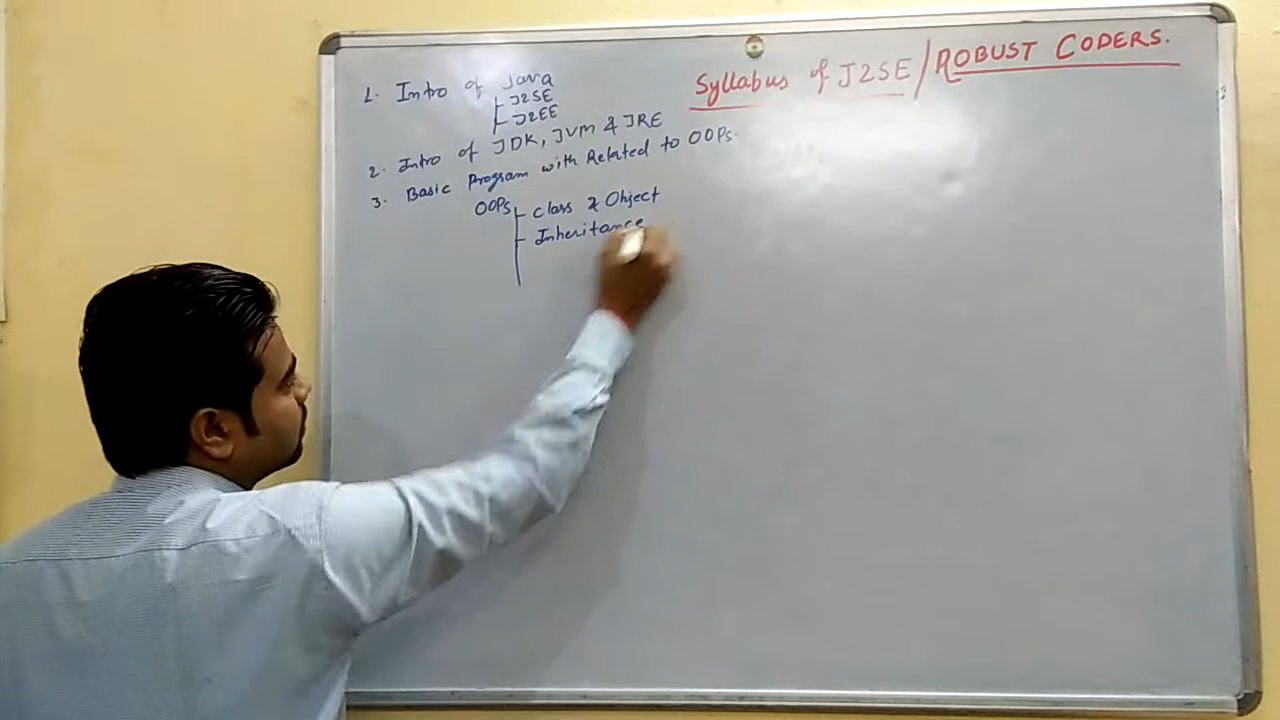 Syllabus of J2SE / ROBUST CODERS.
1. Intro of Java
J2SE
J2EE
2. Intro of JDK, JVM & JRE
3. Basic Program with Related to OOPs.
OOPs
Class & Object
Inheritance